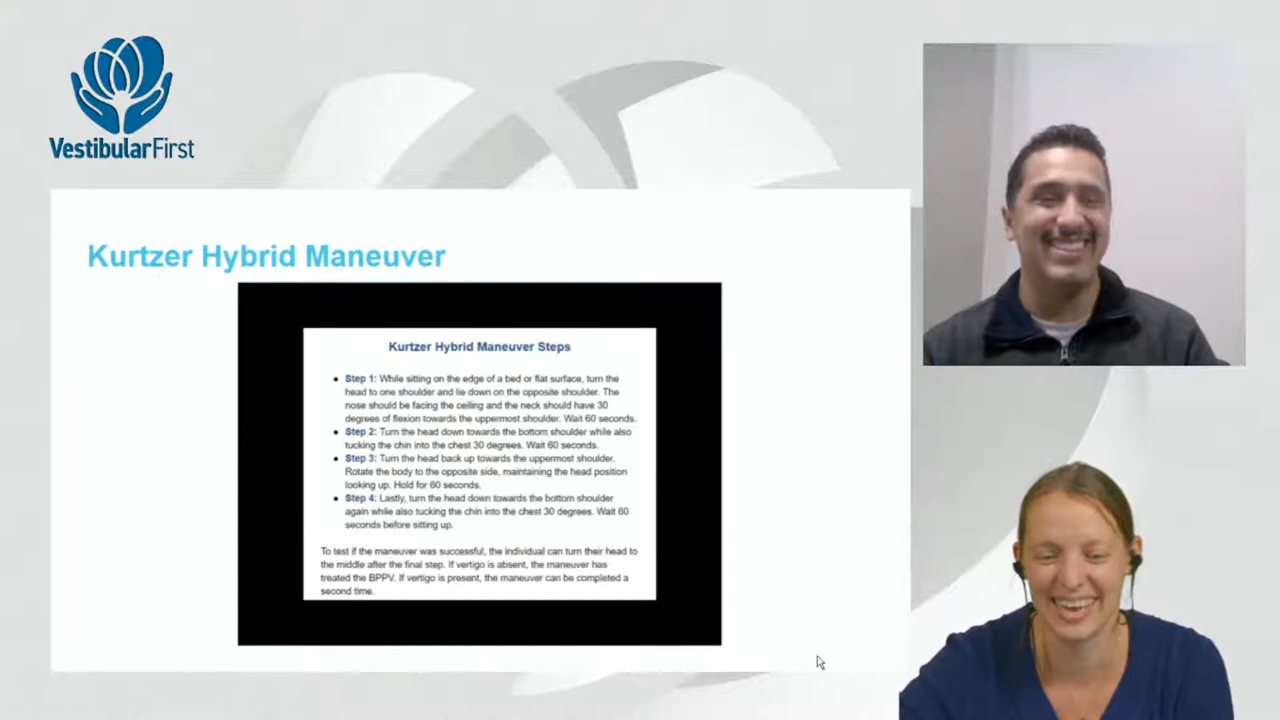 VestibularFirst
Kurtzer Hybrid Maneuver
Kurtzer Hybrid Maneuver Steps
• Step 1: While sitting on the edge of a bed or flat surface, turn the
head to one shoulder and lie down on the opposite shoulder. The
nose should be facing the ceiling and the neck should have 30
degrees of flexion towards the uppermost shoulder. Wait 60 seconds.
• Step 2: Turn the head down towards the bottom shoulder while also
tucking the chin into the chest 30 degrees. Wait 60 seconds.
• Step 3: Turn the head back up towards the uppermost shoulder.
Rotate the body to the opposite side, maintaining the head position
looking up. Hold for 60 seconds.
• Step 4: Lastly, turn the head down towards the bottom shoulder
again while also tucking the chin into the chest 30 degrees. Wait 60
seconds before sitting up.
To test if the maneuver was successful, the individual can turn their head to
the middle after the final step. If vertigo is absent, the maneuver has
treated the BPPV. If vertigo is present, the maneuver can be completed a
second time.